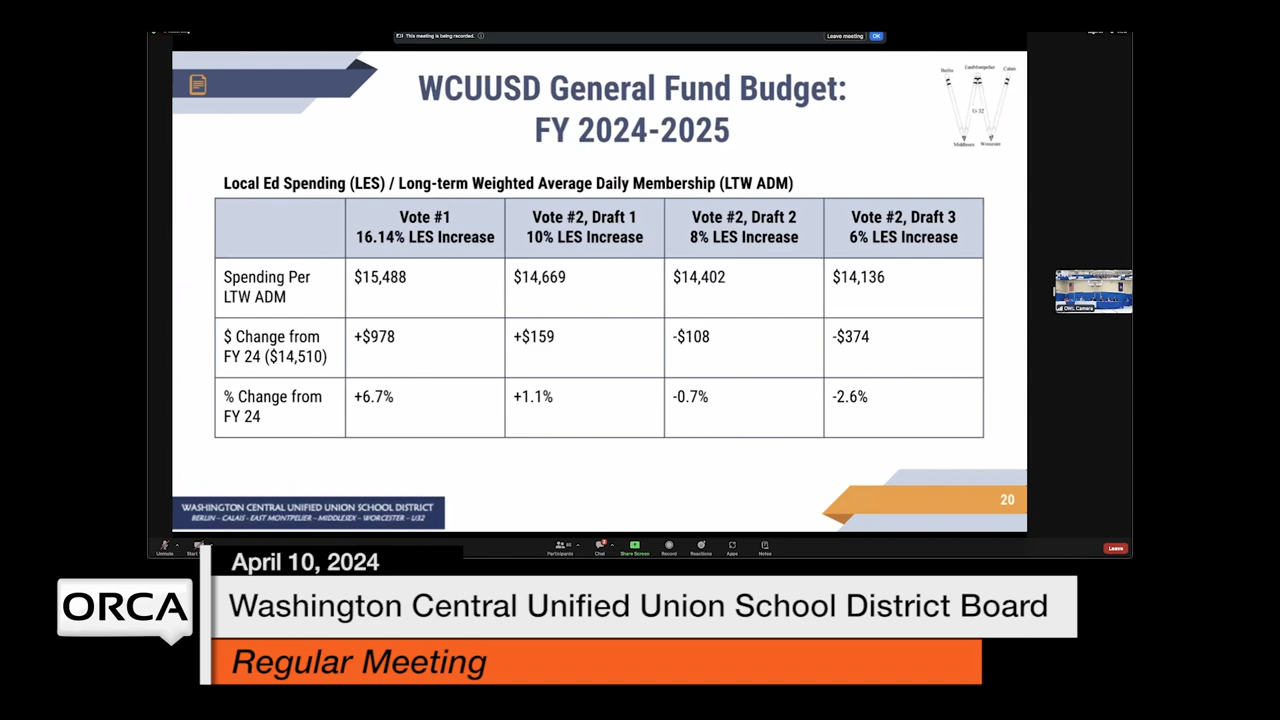 This meeting is being recorded.
Leave meeting
OK
WCUUSD General Fund Budget:
FY 2024-2025
Berlin
EastMontpelier
Calais
U-32
Middlesex
Worcester
Local Ed Spending (LES) / Long-term Weighted Average Daily Membership (LTW ADM)
Vote #1
16.14% LES Increase
Vote #2, Draft 1
10% LES Increase
Vote #2, Draft 2
8% LES Increase
Vote #2, Draft 3
6% LES Increase
Spending Per
LTW ADM
$15,488
$14,669
$14,402
$14,136
$ Change from
FY 24 ($14,510)
+$978
+$159
-$108
-$374
% Change from
FY 24
+6.7%
+1.1%
-0.7%
-2.6%
OWL Camera
WASHINGTON CENTRAL UNIFIED UNION SCHOOL DISTRICT
BERLIN – CALAIS - EAST MONTPELIER – MIDDLESEX – WORCESTER – U32
20
Unmute
Participants
Chat
Share Screen
Record
Reactions
Apps
Notes
Leave
April 10, 2024
ORCA
Washington Central Unified Union School District Board
Regular Meeting